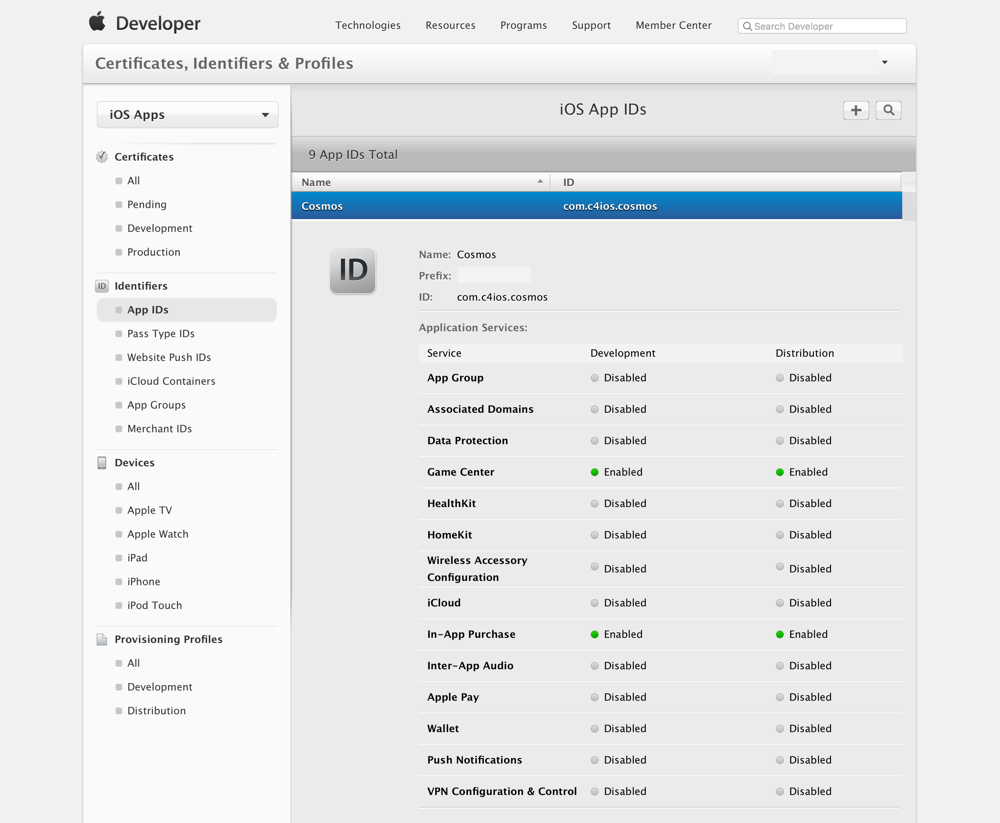 Developer
Technologies Resources Programs Support Member Center Search Developer
Certificates, Identifiers & Profiles
iOS Apps
Certificates
All
Pending
Development
Production
ID Identifiers
App IDs
Pass Type IDs
Website Push IDs
iCloud Containers
App Groups
Merchant IDs
Devices
All
Apple TV
Apple Watch
iPad
iPhone
iPod Touch
Provisioning Profiles
All
Development
Distribution
iOS App IDs
9 App IDs Total
Name ID
Cosmos com.c4ios.cosmos
ID
Name: Cosmos
Prefix:
ID: com.c4ios.cosmos
Application Services:
Service Development Distribution
App Group Disabled Disabled
Associated Domains Disabled Disabled
Data Protection Disabled Disabled
Game Center Enabled Enabled
HealthKit Disabled Disabled
HomeKit Disabled Disabled
Wireless Accessory
Configuration Disabled Disabled
iCloud Disabled Disabled
In-App Purchase Enabled Enabled
Inter-App Audio Disabled Disabled
Apple Pay Disabled Disabled
Wallet Disabled Disabled
Push Notifications Disabled Disabled
VPN Configuration & Control Disabled Disabled